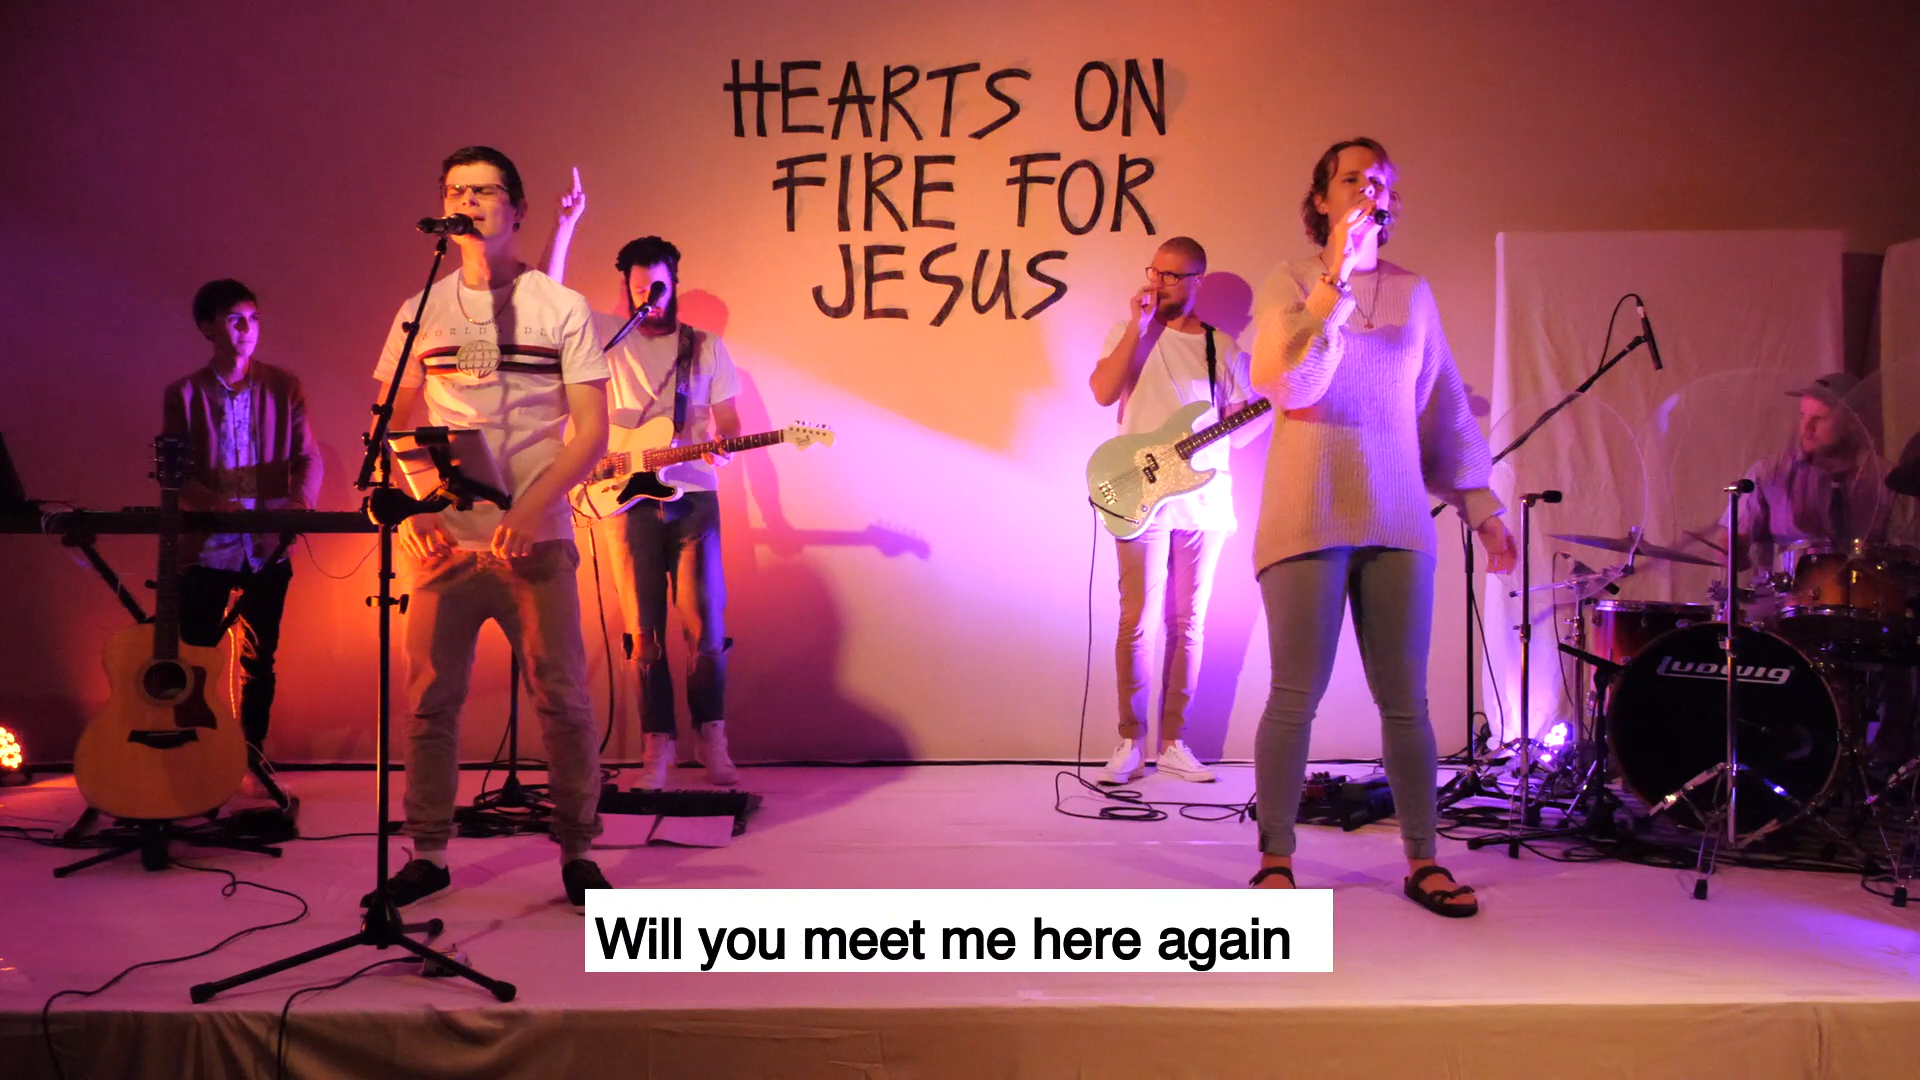 HEARTS ON
FIRE FOR
JESUS
LUDWIG
Will you meet me here again